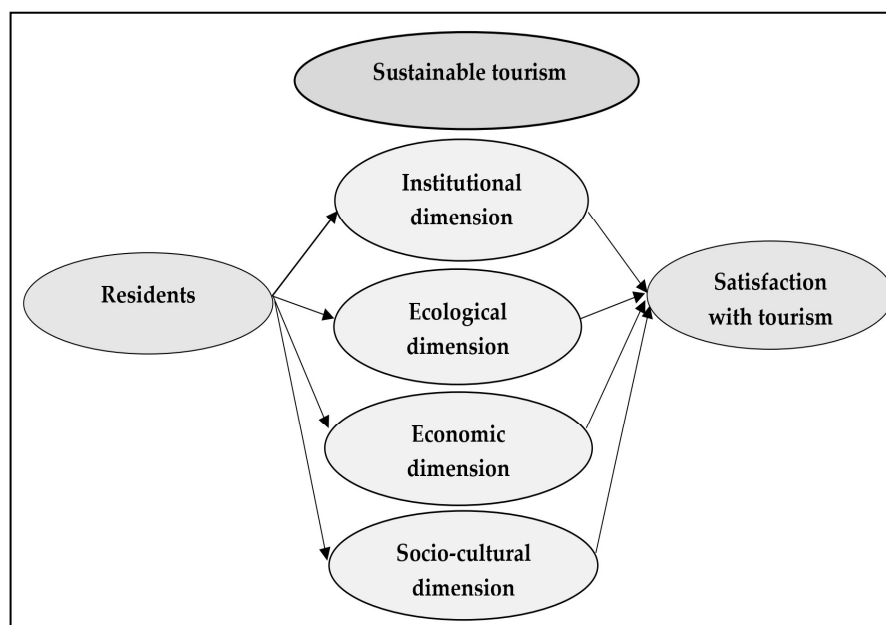 Sustainable tourism
Institutional
dimension
Residents
Ecological
dimension
Satisfaction
with tourism
Economic
dimension
Socio-cultural
dimension